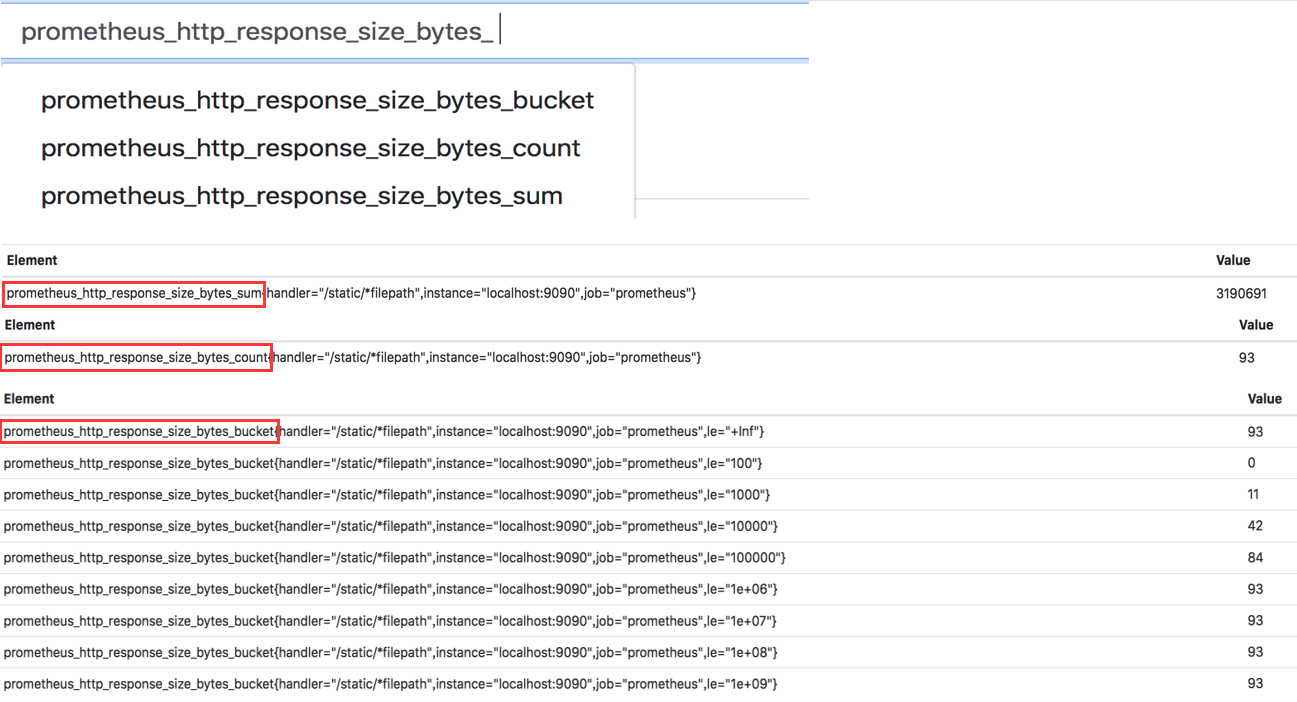 prometheus_http_response_size_bytes_
prometheus_http_response_size_bytes_bucket
prometheus_http_response_size_bytes_count
prometheus_http_response_size_bytes_sum
Element Value
prometheus_http_response_size_bytes_sum{handler="/static/*filepath",instance="localhost:9090",job="prometheus"} 3190691
Element Value
prometheus_http_response_size_bytes_count{handler="/static/*filepath",instance="localhost:9090",job="prometheus"} 93
Element Value
prometheus_http_response_size_bytes_bucket{handler="/static/*filepath",instance="localhost:9090",job="prometheus",le="+Inf"} 93
prometheus_http_response_size_bytes_bucket{handler="/static/*filepath",instance="localhost:9090",job="prometheus",le="100"} 0
prometheus_http_response_size_bytes_bucket{handler="/static/*filepath",instance="localhost:9090",job="prometheus",le="1000"} 11
prometheus_http_response_size_bytes_bucket{handler="/static/*filepath",instance="localhost:9090",job="prometheus",le="10000"} 42
prometheus_http_response_size_bytes_bucket{handler="/static/*filepath",instance="localhost:9090",job="prometheus",le="100000"} 84
prometheus_http_response_size_bytes_bucket{handler="/static/*filepath",instance="localhost:9090",job="prometheus",le="1e+06"} 93
prometheus_http_response_size_bytes_bucket{handler="/static/*filepath",instance="localhost:9090",job="prometheus",le="1e+07"} 93
prometheus_http_response_size_bytes_bucket{handler="/static/*filepath",instance="localhost:9090",job="prometheus",le="1e+08"} 93
prometheus_http_response_size_bytes_bucket{handler="/static/*filepath",instance="localhost:9090",job="prometheus",le="1e+09"} 93